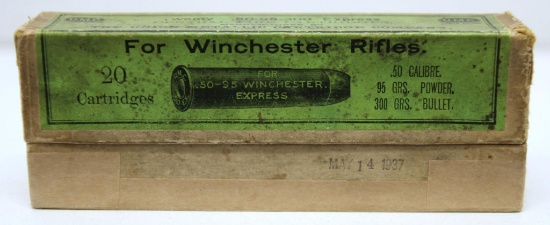 For Winchester Rifles.
20
Cartridges
FOR
.50-95 WINCHESTER.
EXPRESS
.50 CALIBRE.
95 GRS. POWDER.
300 GRS. BULLET.
MAY 14 1937